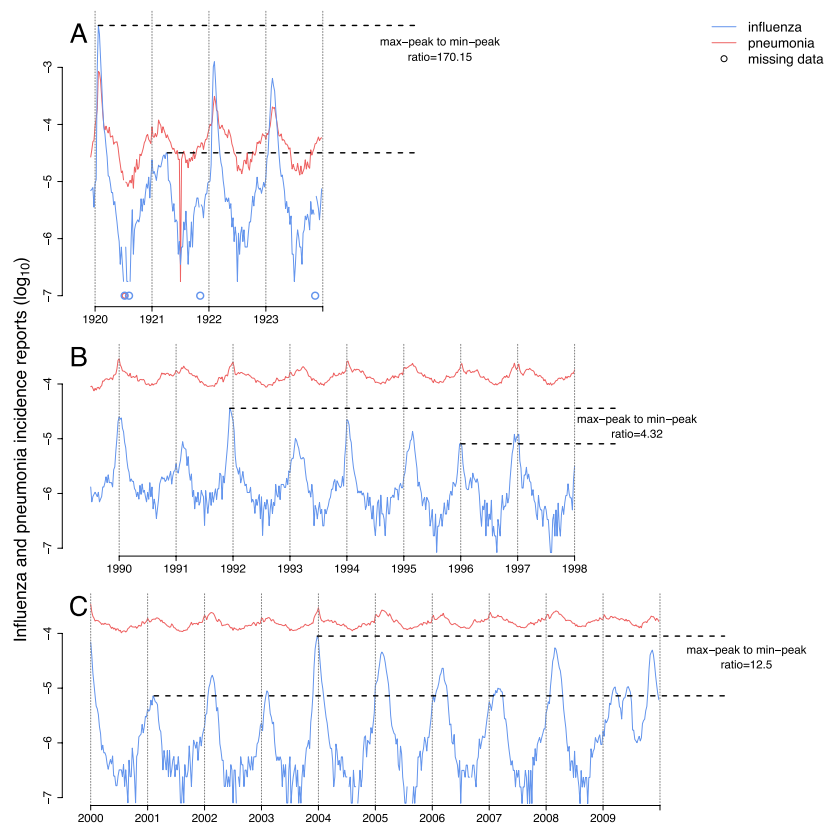 A
influenza
pneumonia
missing data
max−peak to min−peak
ratio=170.15
-3
-4
-5
-6
-7
1920 1921 1922 1923
B
max−peak to min−peak
ratio=4.32
-4
-5
-6
-7
1990 1991 1992 1993 1994 1995 1996 1997 1998
C
max−peak to min−peak
ratio=12.5
-4
-5
-6
-7
2000 2001 2002 2003 2004 2005 2006 2007 2008 2009
Influenza and pneumonia incidence reports (log10)